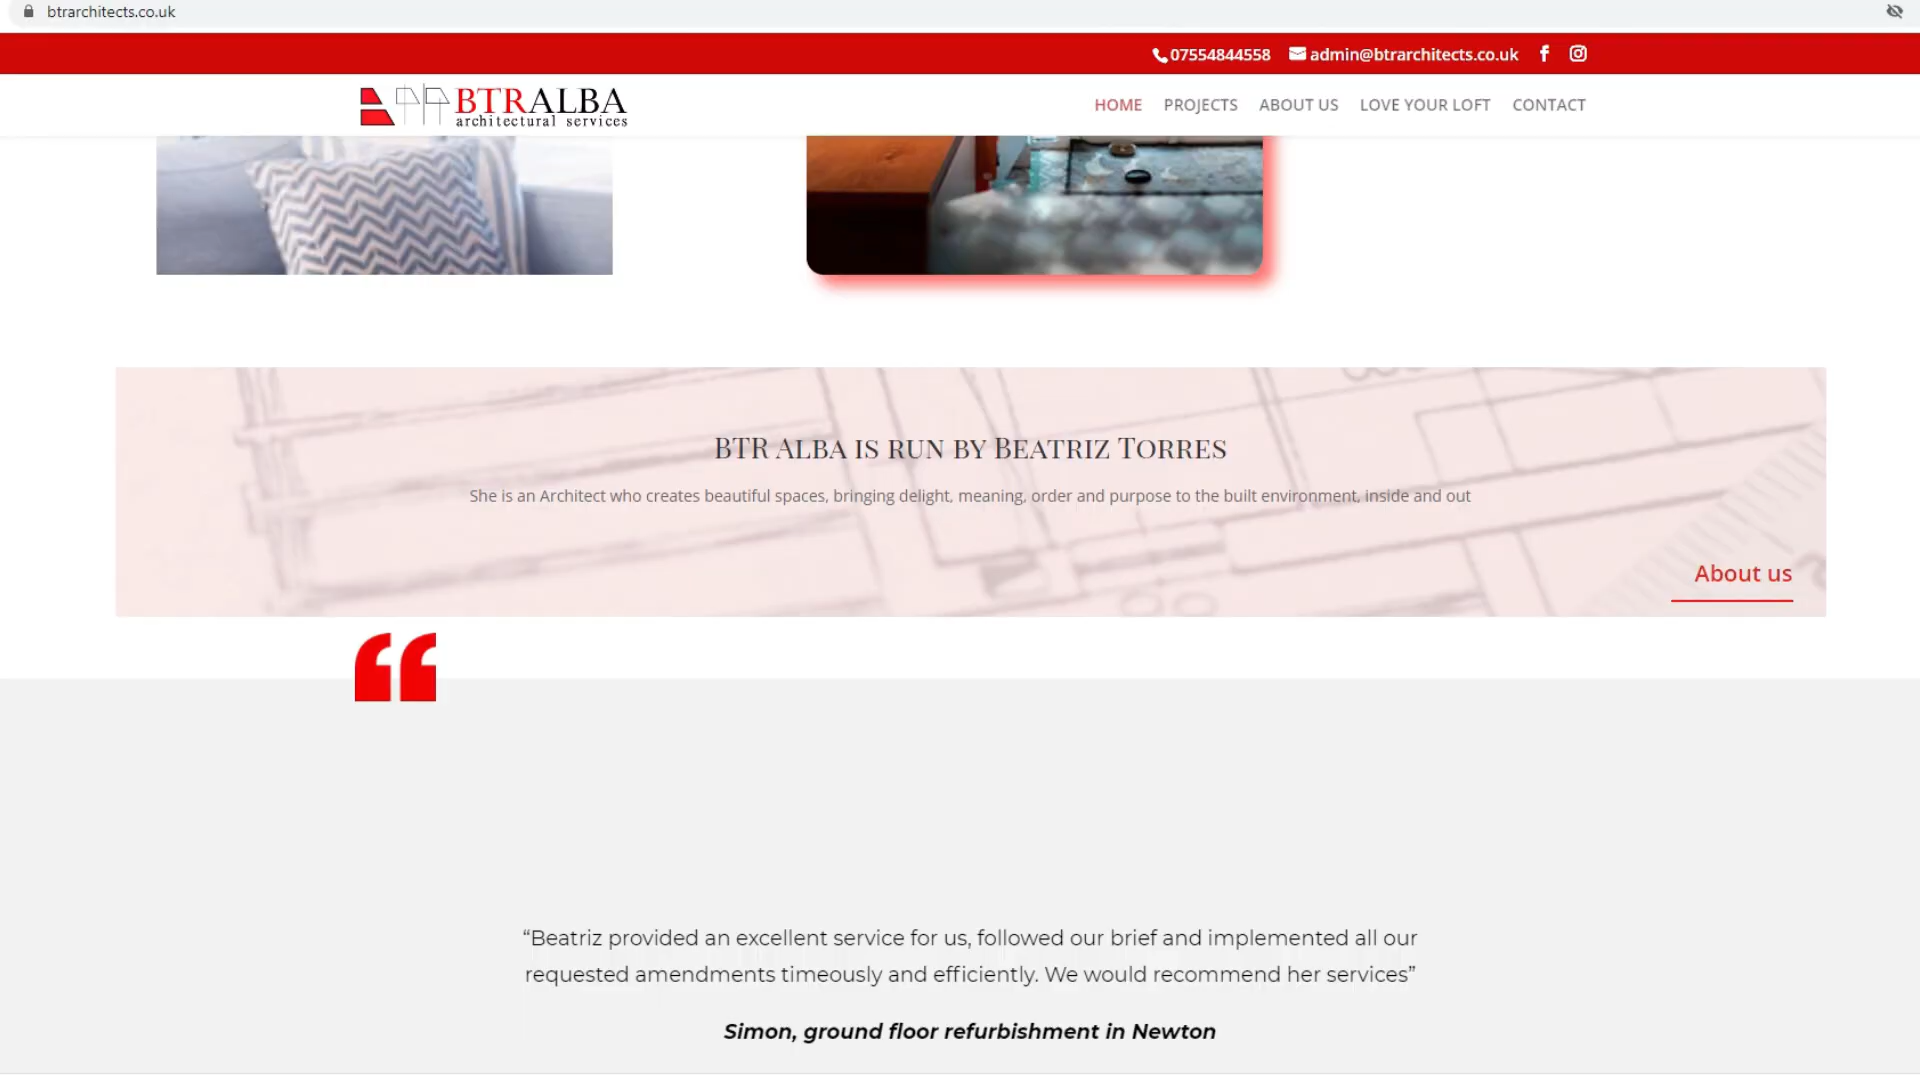 btrarchitects.co.uk
07554844558 admin@btrarchitects.co.uk
BTRALBA
architectural services
HOME PROJECTS ABOUT US LOVE YOUR LOFT CONTACT
BTR ALBA IS RUN BY BEATRIZ TORRES
She is an Architect who creates beautiful spaces, bringing delight, meaning, order and purpose to the built environment, inside and out
About us
“Beatriz provided an excellent service for us, followed our brief and implemented all our
requested amendments timeously and efficiently. We would recommend her services”
Simon, ground floor refurbishment in Newton